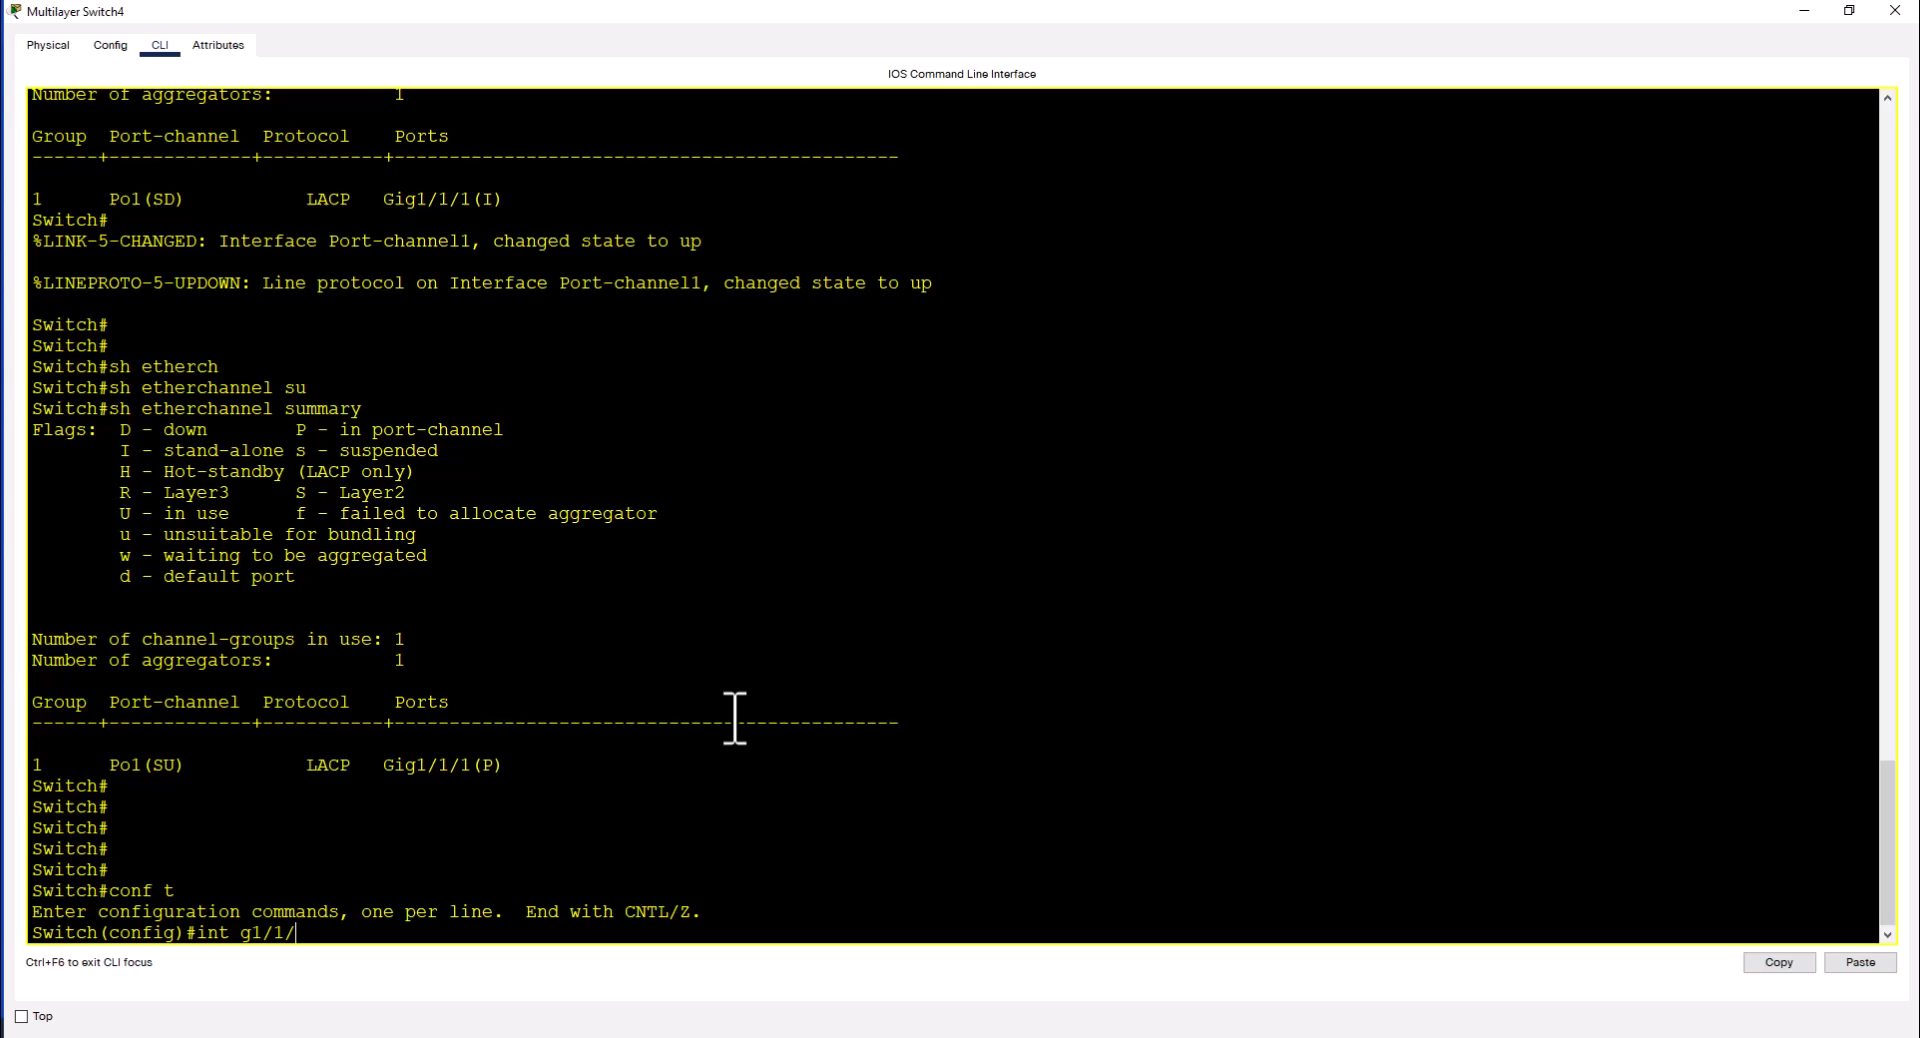 Multilayer Switch4
Physical Config CLI Attributes
IOS Command Line Interface
Number of aggregators: 1
Group Port-channel Protocol Ports
------+-------------+-----------+----------------------------------------------
1 Po1(SD) LACP Gig1/1/1(I)
Switch#
%LINK-5-CHANGED: Interface Port-channel1, changed state to up
%LINEPROTO-5-UPDOWN: Line protocol on Interface Port-channel1, changed state to up
Switch#
Switch#
Switch#sh etherch
Switch#sh etherchannel su
Switch#sh etherchannel summary
Flags: D - down P - in port-channel
I - stand-alone s - suspended
H - Hot-standby (LACP only)
R - Layer3 S - Layer2
U - in use f - failed to allocate aggregator
u - unsuitable for bundling
w - waiting to be aggregated
d - default port
Number of channel-groups in use: 1
Number of aggregators: 1
Group Port-channel Protocol Ports
------+-------------+-----------+----------------------------------------------
1 Po1(SU) LACP Gig1/1/1(P)
Switch#
Switch#
Switch#
Switch#
Switch#
Switch#conf t
Enter configuration commands, one per line. End with CNTL/Z.
Switch(config)#int g1/1/
Ctrl+F6 to exit CLI focus
Copy Paste
Top